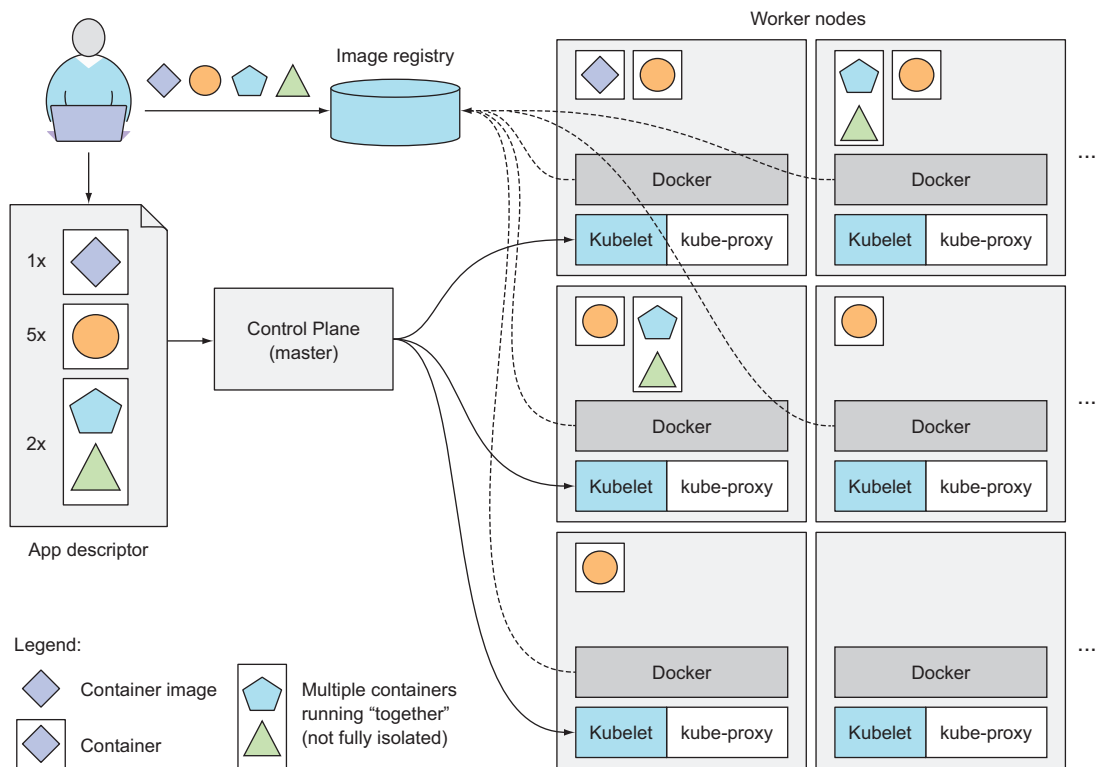 Worker nodes
Image registry
Docker
Kubelet
kube-proxy
Docker
Kubelet
kube-proxy
...
1x
5x
2x
App descriptor
Control Plane
(master)
Docker
Kubelet
kube-proxy
Docker
Kubelet
kube-proxy
...
Docker
Kubelet
kube-proxy
Docker
Kubelet
kube-proxy
...
Legend:
Container image
Container
Multiple containers
running “together”
(not fully isolated)